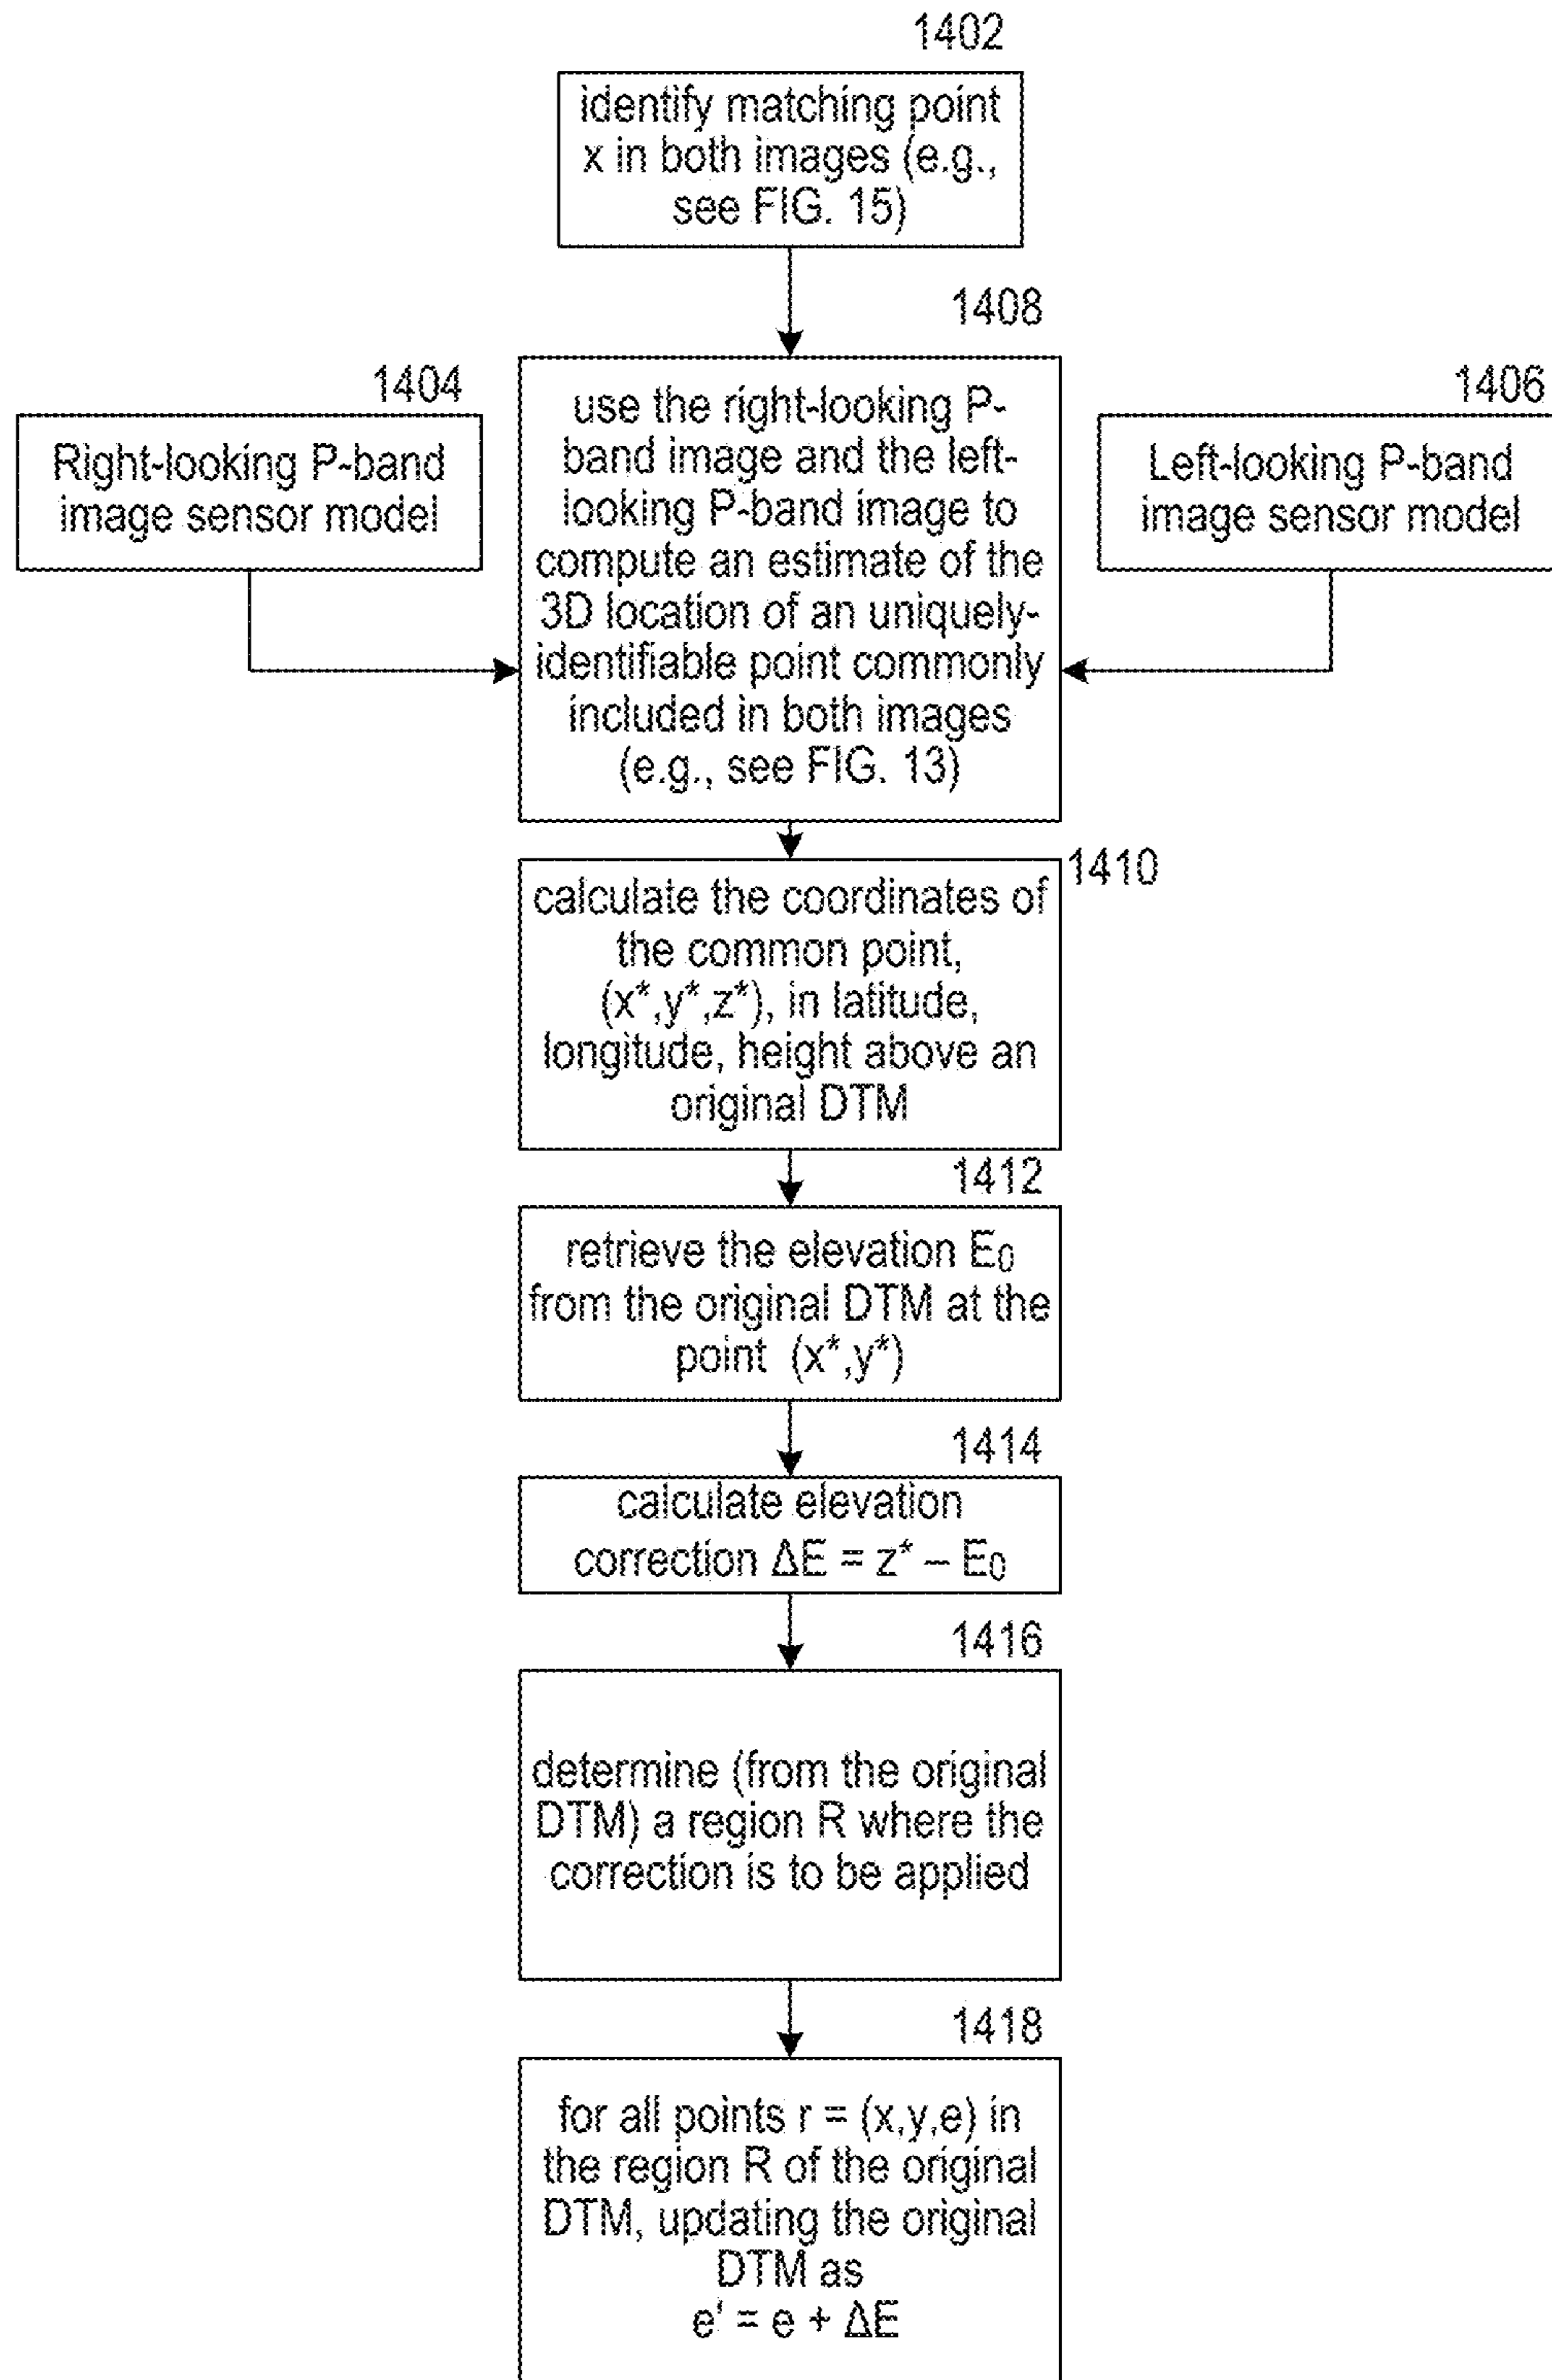 1402
identify matching point
x in both images (e.g.,
see FIG. 15)
1408
1404
Right-looking P-band
image sensor model
1406
Left-looking P-band
image sensor model
use the right-looking P-
band image and the left-
looking P-band image to
compute an estimate of the
3D location of an uniquely-
identifiable point commonly
included in both images
(e.g., see FIG. 13)
1410
calculate the coordinates of
the common point,
(x*,y*,z*), in latitude,
longitude, height above an
original DTM
1412
retrieve the elevation E₀
from the original DTM at the
point (x*,y*)
1414
calculate elevation
correction ΔE = z* – E₀
1416
determine (from the original
DTM) a region R where the
correction is to be applied
1418
for all points r = (x,y,e) in
the region R of the original
DTM, updating the original
DTM as
e' = e + ΔE